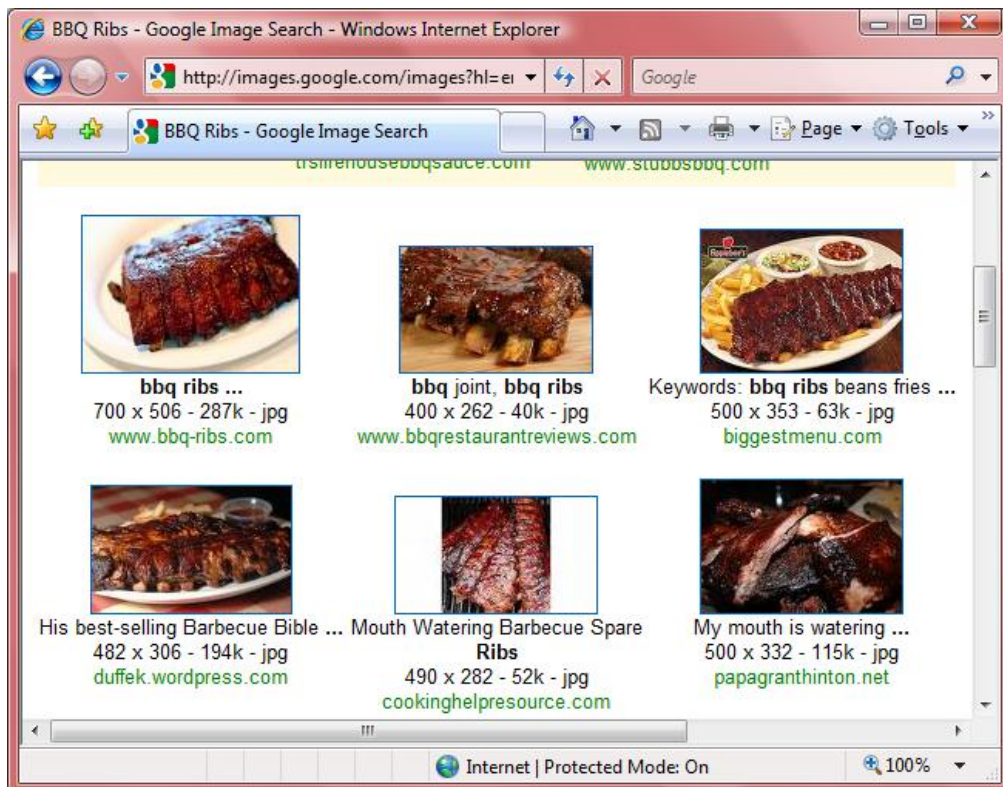 BBQ Ribs - Google Image Search - Windows Internet Explorer
http://images.google.com/images?hl=en
Google
BBQ Ribs - Google Image Search
Page
Tools
trsfirehousebbqsauce.com www.stubbsbbq.com
Applebee's
bbq ribs ... bbq joint, bbq ribs Keywords: bbq ribs beans fries ...
700 x 506 - 287k - jpg 400 x 262 - 40k - jpg 500 x 353 - 63k - jpg
www.bbq-ribs.com www.bbqrestaurantreviews.com biggestmenu.com
His best-selling Barbecue Bible ... Mouth Watering Barbecue Spare My mouth is watering ...
Ribs
482 x 306 - 194k - jpg 490 x 282 - 52k - jpg 500 x 332 - 115k - jpg
duffek.wordpress.com cookinghelpresource.com papagranthinton.net
Internet | Protected Mode: On
100%